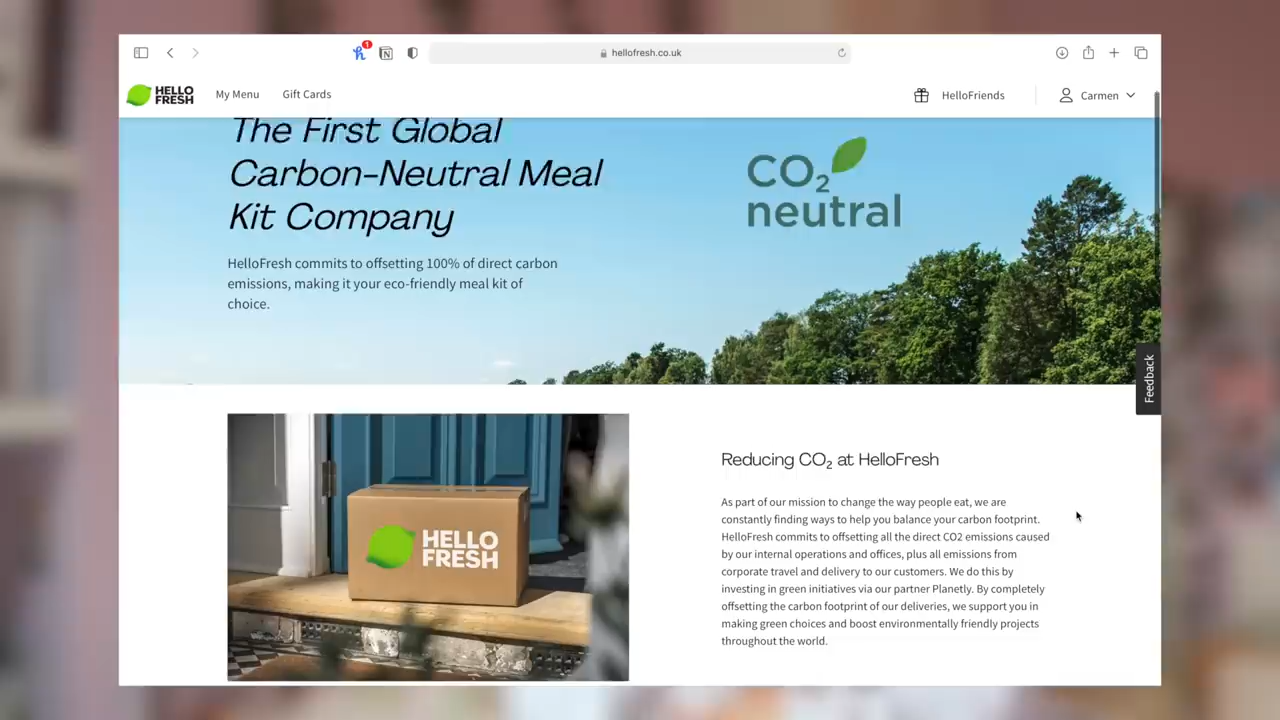 1
hellofresh.co.uk
HELLO
FRESH
My Menu
Gift Cards
HelloFriends
Carmen
The First Global
Carbon-Neutral Meal
Kit Company
HelloFresh commits to offsetting 100% of direct carbon
emissions, making it your eco-friendly meal kit of
choice.
CO₂
neutral
Feedback
HELLO
FRESH
Reducing CO₂ at HelloFresh
As part of our mission to change the way people eat, we are
constantly finding ways to help you balance your carbon footprint.
HelloFresh commits to offsetting all the direct CO2 emissions caused
by our internal operations and offices, plus all emissions from
corporate travel and delivery to our customers. We do this by
investing in green initiatives via our partner Planetly. By completely
offsetting the carbon footprint of our deliveries, we support you in
making green choices and boost environmentally friendly projects
throughout the world.